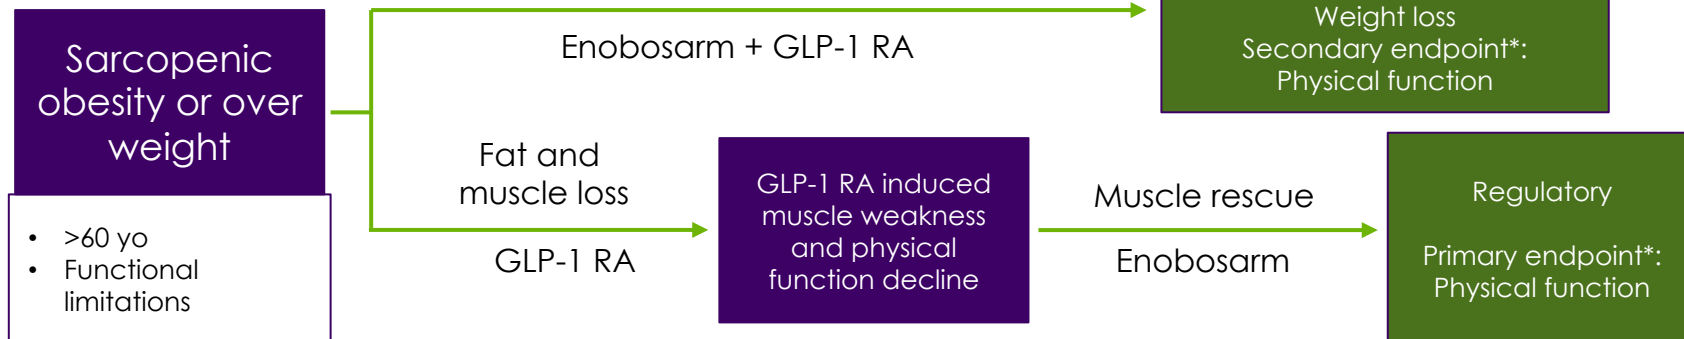 Sarcopenic
obesity or over
weight
• >60 yo
• Functional
limitations
Enobosarm + GLP-1 RA
Weight loss
Secondary endpoint*:
Physical function
Fat and
muscle loss
GLP-1 RA
GLP-1 RA induced
muscle weakness
and physical
function decline
Muscle rescue
Enobosarm
Regulatory
Primary endpoint*:
Physical function